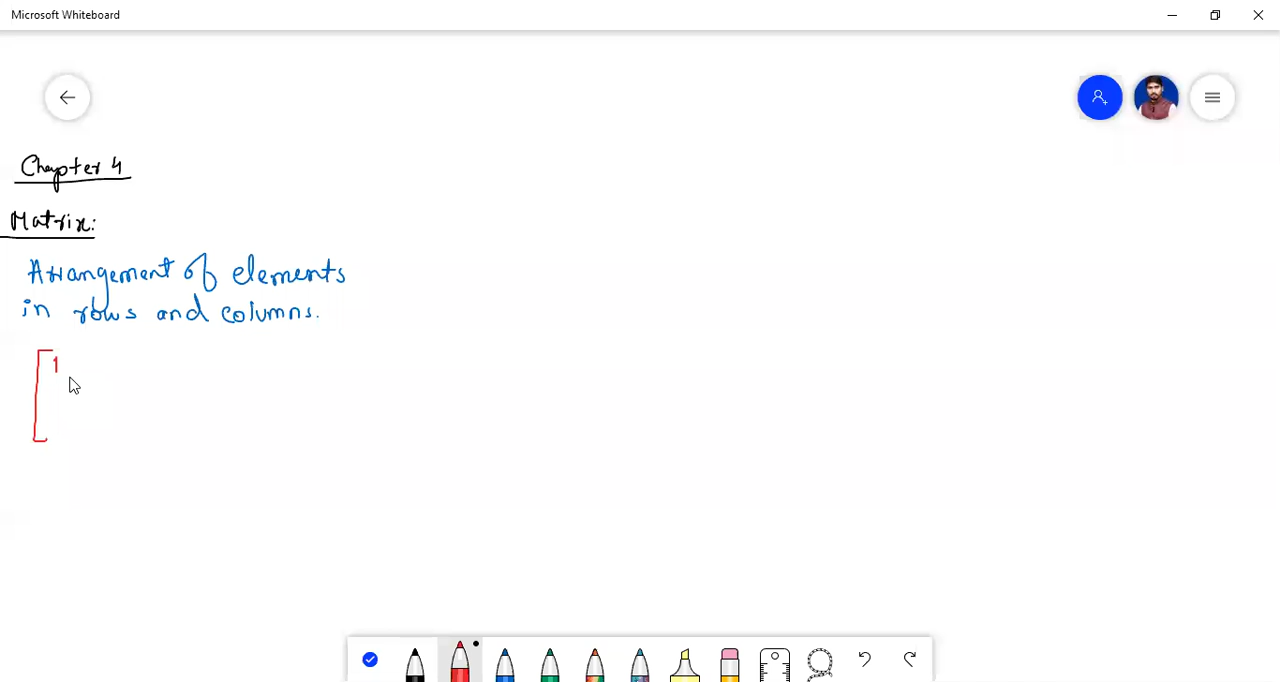 Microsoft Whiteboard
Chapter 4
Matrix:
Arrangement of elements
in rows and columns.
[1